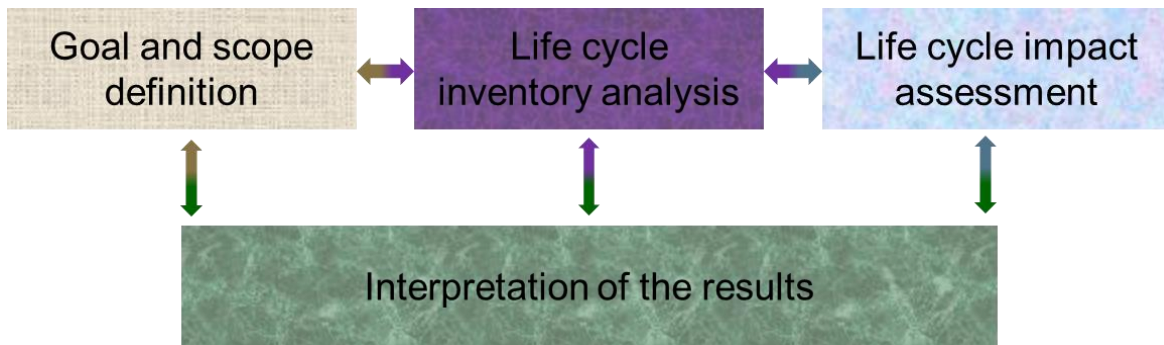 Goal and scope
definition
Life cycle
inventory analysis
Life cycle impact
assessment
Interpretation of the results